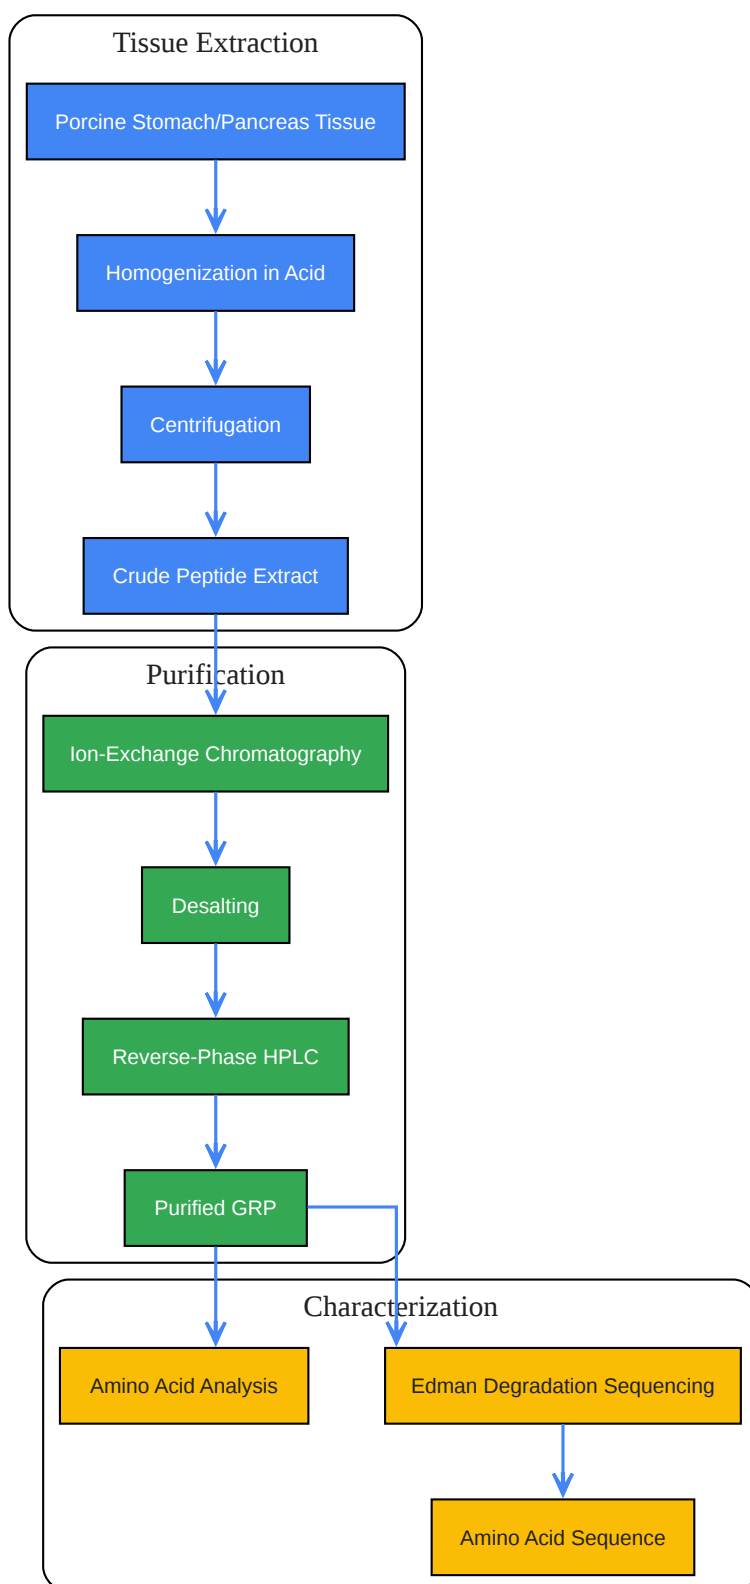 Tissue Extraction
Porcine Stomach/Pancreas Tissue
Homogenization in Acid
Centrifugation
Crude Peptide Extract
Purification
Ion-Exchange Chromatography
Desalting
Reverse-Phase HPLC
Purified GRP
Characterization
Amino Acid Analysis
Edman Degradation Sequencing
Amino Acid Sequence